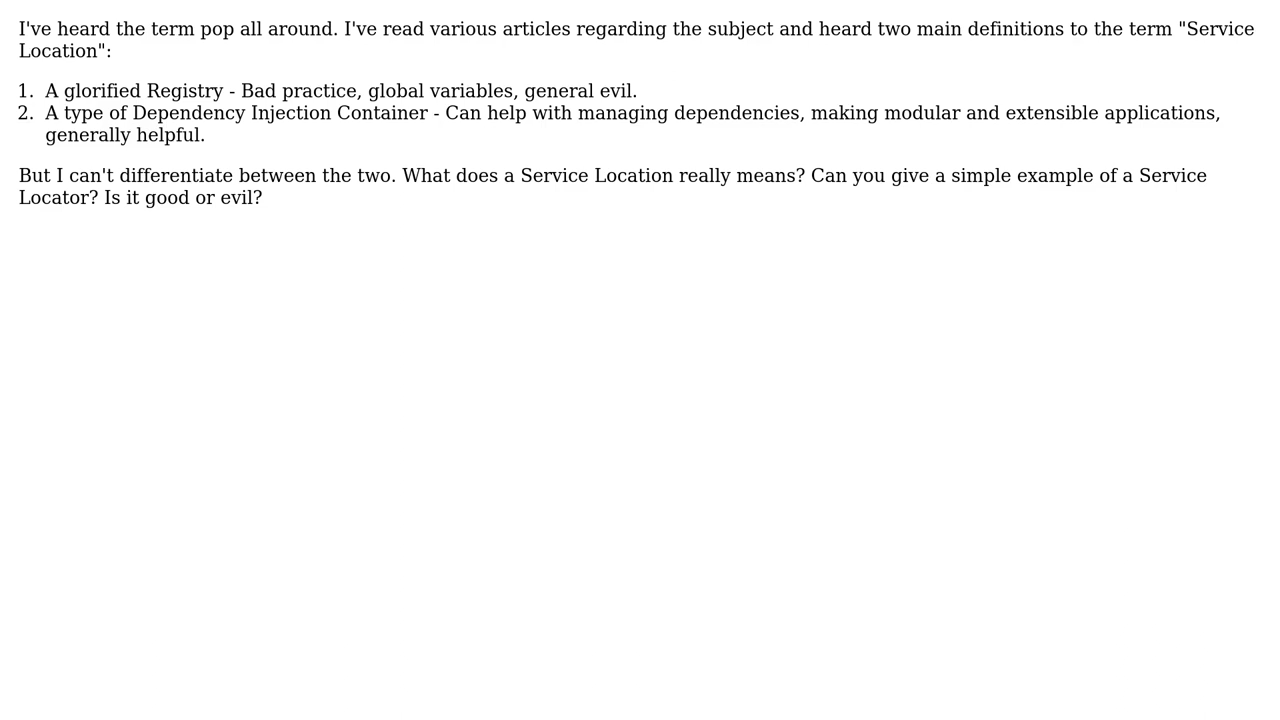 I've heard the term pop all around. I've read various articles regarding the subject and heard two main definitions to the term "Service
Location":
1. A glorified Registry - Bad practice, global variables, general evil.
2. A type of Dependency Injection Container - Can help with managing dependencies, making modular and extensible applications,
generally helpful.
But I can't differentiate between the two. What does a Service Location really means? Can you give a simple example of a Service
Locator? Is it good or evil?